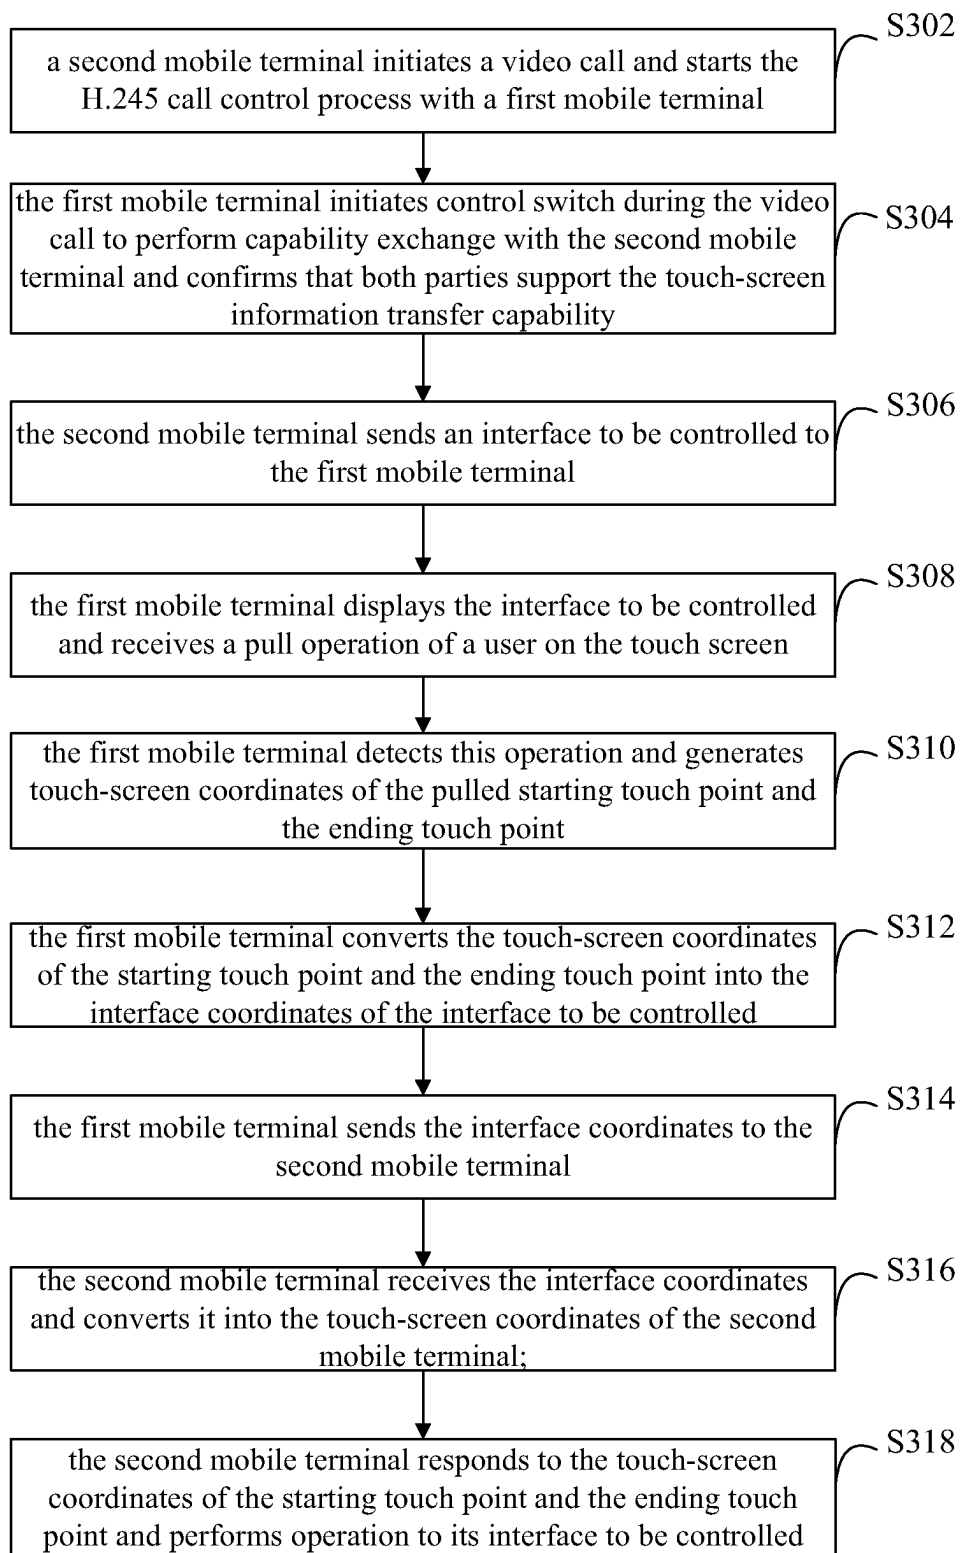 S302
a second mobile terminal initiates a video call and starts the
H.245 call control process with a first mobile terminal
S304
the first mobile terminal initiates control switch during the video
call to perform capability exchange with the second mobile
terminal and confirms that both parties support the touch-screen
information transfer capability
S306
the second mobile terminal sends an interface to be controlled to
the first mobile terminal
S308
the first mobile terminal displays the interface to be controlled
and receives a pull operation of a user on the touch screen
S310
the first mobile terminal detects this operation and generates
touch-screen coordinates of the pulled starting touch point and
the ending touch point
S312
the first mobile terminal converts the touch-screen coordinates
of the starting touch point and the ending touch point into the
interface coordinates of the interface to be controlled
S314
the first mobile terminal sends the interface coordinates to the
second mobile terminal
S316
the second mobile terminal receives the interface coordinates
and converts it into the touch-screen coordinates of the second
mobile terminal;
S318
the second mobile terminal responds to the touch-screen
coordinates of the starting touch point and the ending touch
point and performs operation to its interface to be controlled